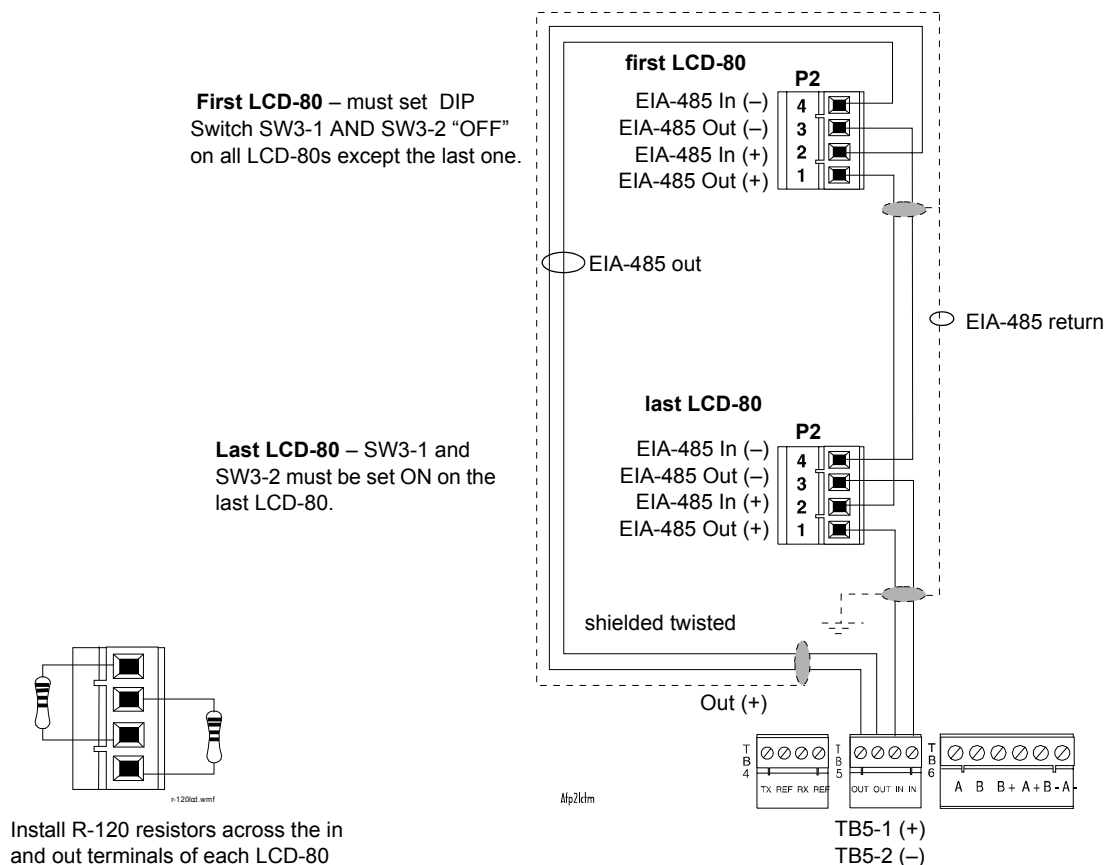 first LCD-80
P2
First LCD-80 – must set DIP
Switch SW3-1 AND SW3-2 “OFF”
on all LCD-80s except the last one.
EIA-485 In (–) 4
EIA-485 Out (–) 3
EIA-485 In (+) 2
EIA-485 Out (+) 1
EIA-485 out
EIA-485 return
last LCD-80
P2
Last LCD-80 – SW3-1 and
SW3-2 must be set ON on the
last LCD-80.
EIA-485 In (–) 4
EIA-485 Out (–) 3
EIA-485 In (+) 2
EIA-485 Out (+) 1
shielded twisted
Out (+)
TB4
TX REF RX REF
TB5
OUT OUT IN IN
TB6
A B B+ A+ B- A-
r-120lcd.wmf
Afp2lcfm
Install R-120 resistors across the in
and out terminals of each LCD-80
TB5-1 (+)
TB5-2 (–)